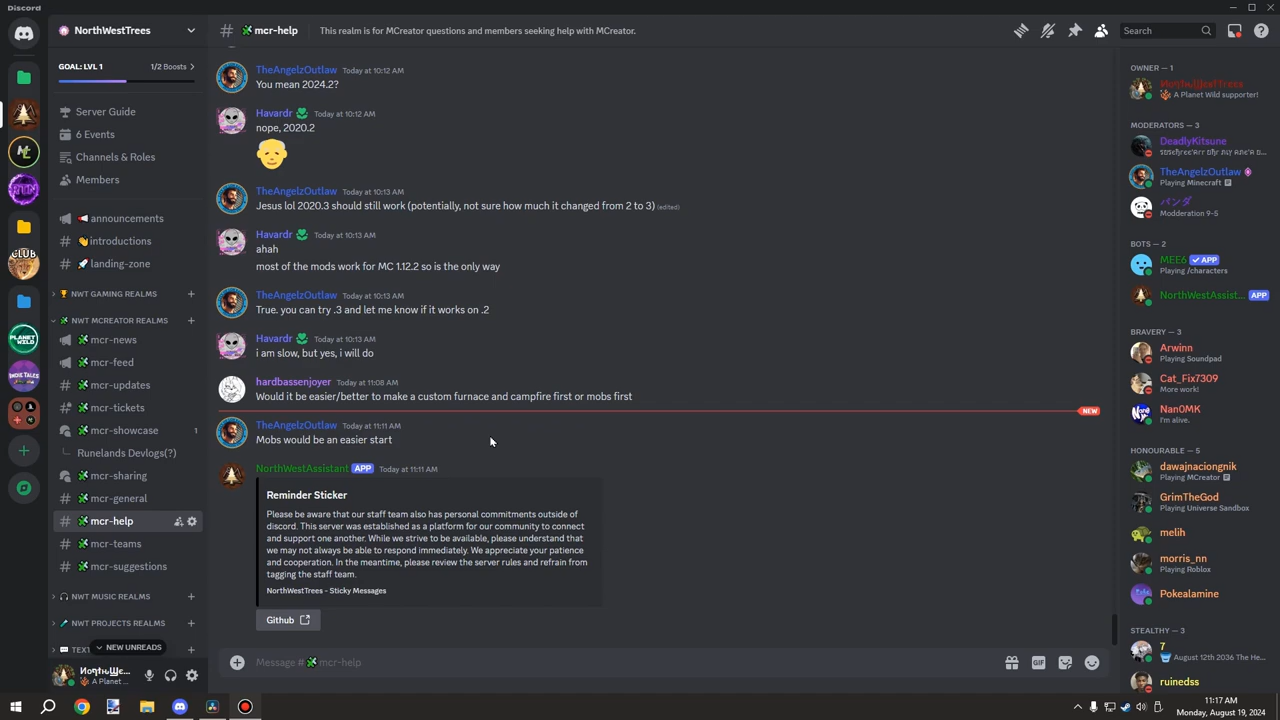 Discord
NorthWestTrees
GOAL: LVL 1
1/2 Boosts
Server Guide
6 Events
Channels & Roles
Members
announcements
introductions
landing-zone
NWT GAMING REALMS
NWT MCREATOR REALMS
mcr-news
mcr-feed
mcr-updates
mcr-tickets
mcr-showcase
1
Runelands Devlogs(?)
mcr-sharing
mcr-general
mcr-help
mcr-teams
mcr-suggestions
NWT MUSIC REALMS
NWT PROJECTS REALM
TEXT
NEW UNREADS
A Planet ...
CLUB
PLANET WILD
INDIE TALES
# mcr-help
This realm is for MCreator questions and members seeking help with MCreator.
Search
TheAngelzOutlaw Today at 10:12 AM
You mean 2024.2?
Havardr Today at 10:12 AM
nope, 2020.2
TheAngelzOutlaw Today at 10:13 AM
Jesus lol 2020.3 should still work (potentially, not sure how much it changed from 2 to 3) (edited)
Havardr Today at 10:13 AM
ahah
most of the mods work for MC 1.12.2 so is the only way
TheAngelzOutlaw Today at 10:13 AM
True. you can try .3 and let me know if it works on .2
Havardr Today at 10:13 AM
i am slow, but yes, i will do
hardbassenjoyer Today at 11:08 AM
Would it be easier/better to make a custom furnace and campfire first or mobs first
NEW
TheAngelzOutlaw Today at 11:11 AM
Mobs would be an easier start
NorthWestAssistant APP Today at 11:11 AM
Reminder Sticker
Please be aware that our staff team also has personal commitments outside of
discord. This server was established as a platform for our community to connect
and support one another. While we strive to be available, please understand that
we may not always be able to respond immediately. We appreciate your patience
and cooperation. In the meantime, please review the server rules and refrain from
tagging the staff team.
NorthWestTrees - Sticky Messages
Github
Message # mcr-help
GIF
OWNER — 1
A Planet Wild supporter!
MODERATORS — 3
DeadlyKitsune
TheAngelzOutlaw
Playing Minecraft
パンダ
Modderation 9-5
BOTS — 2
MEE6 ✓ APP
Playing /characters
NorthWestAssist... APP
BRAVERY — 3
Arwinn
Playing Soundpad
Cat_Fix7309
More work!
Nan0MK
I'm alive.
HONOURABLE — 5
dawajnaciongnik
Playing MCreator
GrimTheGod
Playing Universe Sandbox
melih
morris_nn
Playing Roblox
Pokealamine
STEALTHY — 3
7
August 12th 2036 The He...
ruinedss
11:17 AM
Monday, August 19, 2024